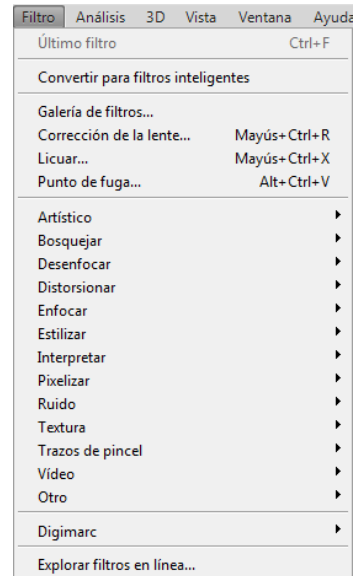 Filtro Análisis 3D Vista Ventana Ayuda
Último filtro Ctrl+F
Convertir para filtros inteligentes
Galería de filtros...
Corrección de la lente... Mayús+Ctrl+R
Licuar... Mayús+Ctrl+X
Punto de fuga... Alt+Ctrl+V
Artístico
Bosquejar
Desenfocar
Distorsionar
Enfocar
Estilizar
Interpretar
Pixelizar
Ruido
Textura
Trazos de pincel
Vídeo
Otro
Digimarc
Explorar filtros en línea...